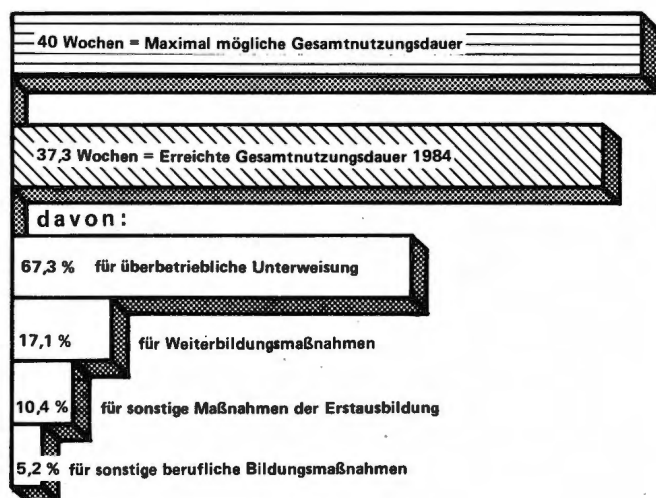 40 Wochen = Maximal mögliche Gesamtnutzungsdauer
37,3 Wochen = Erreichte Gesamtnutzungsdauer 1984
davon:
67,3 % für überbetriebliche Unterweisung
17,1 % für Weiterbildungsmaßnahmen
10,4 % für sonstige Maßnahmen der Erstausbildung
5,2 % für sonstige berufliche Bildungsmaßnahmen